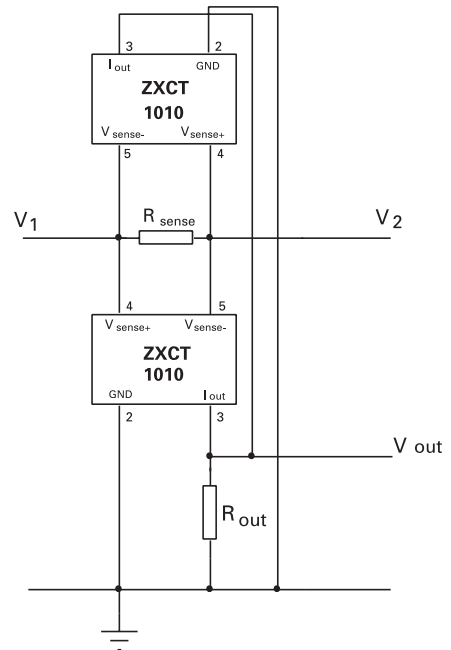 3 2
Iout GND
ZXCT
1010
Vsense- Vsense+
5 4
V1 Rsense V2
4 5
Vsense+ Vsense-
ZXCT
1010
GND Iout
2 3
Vout
Rout